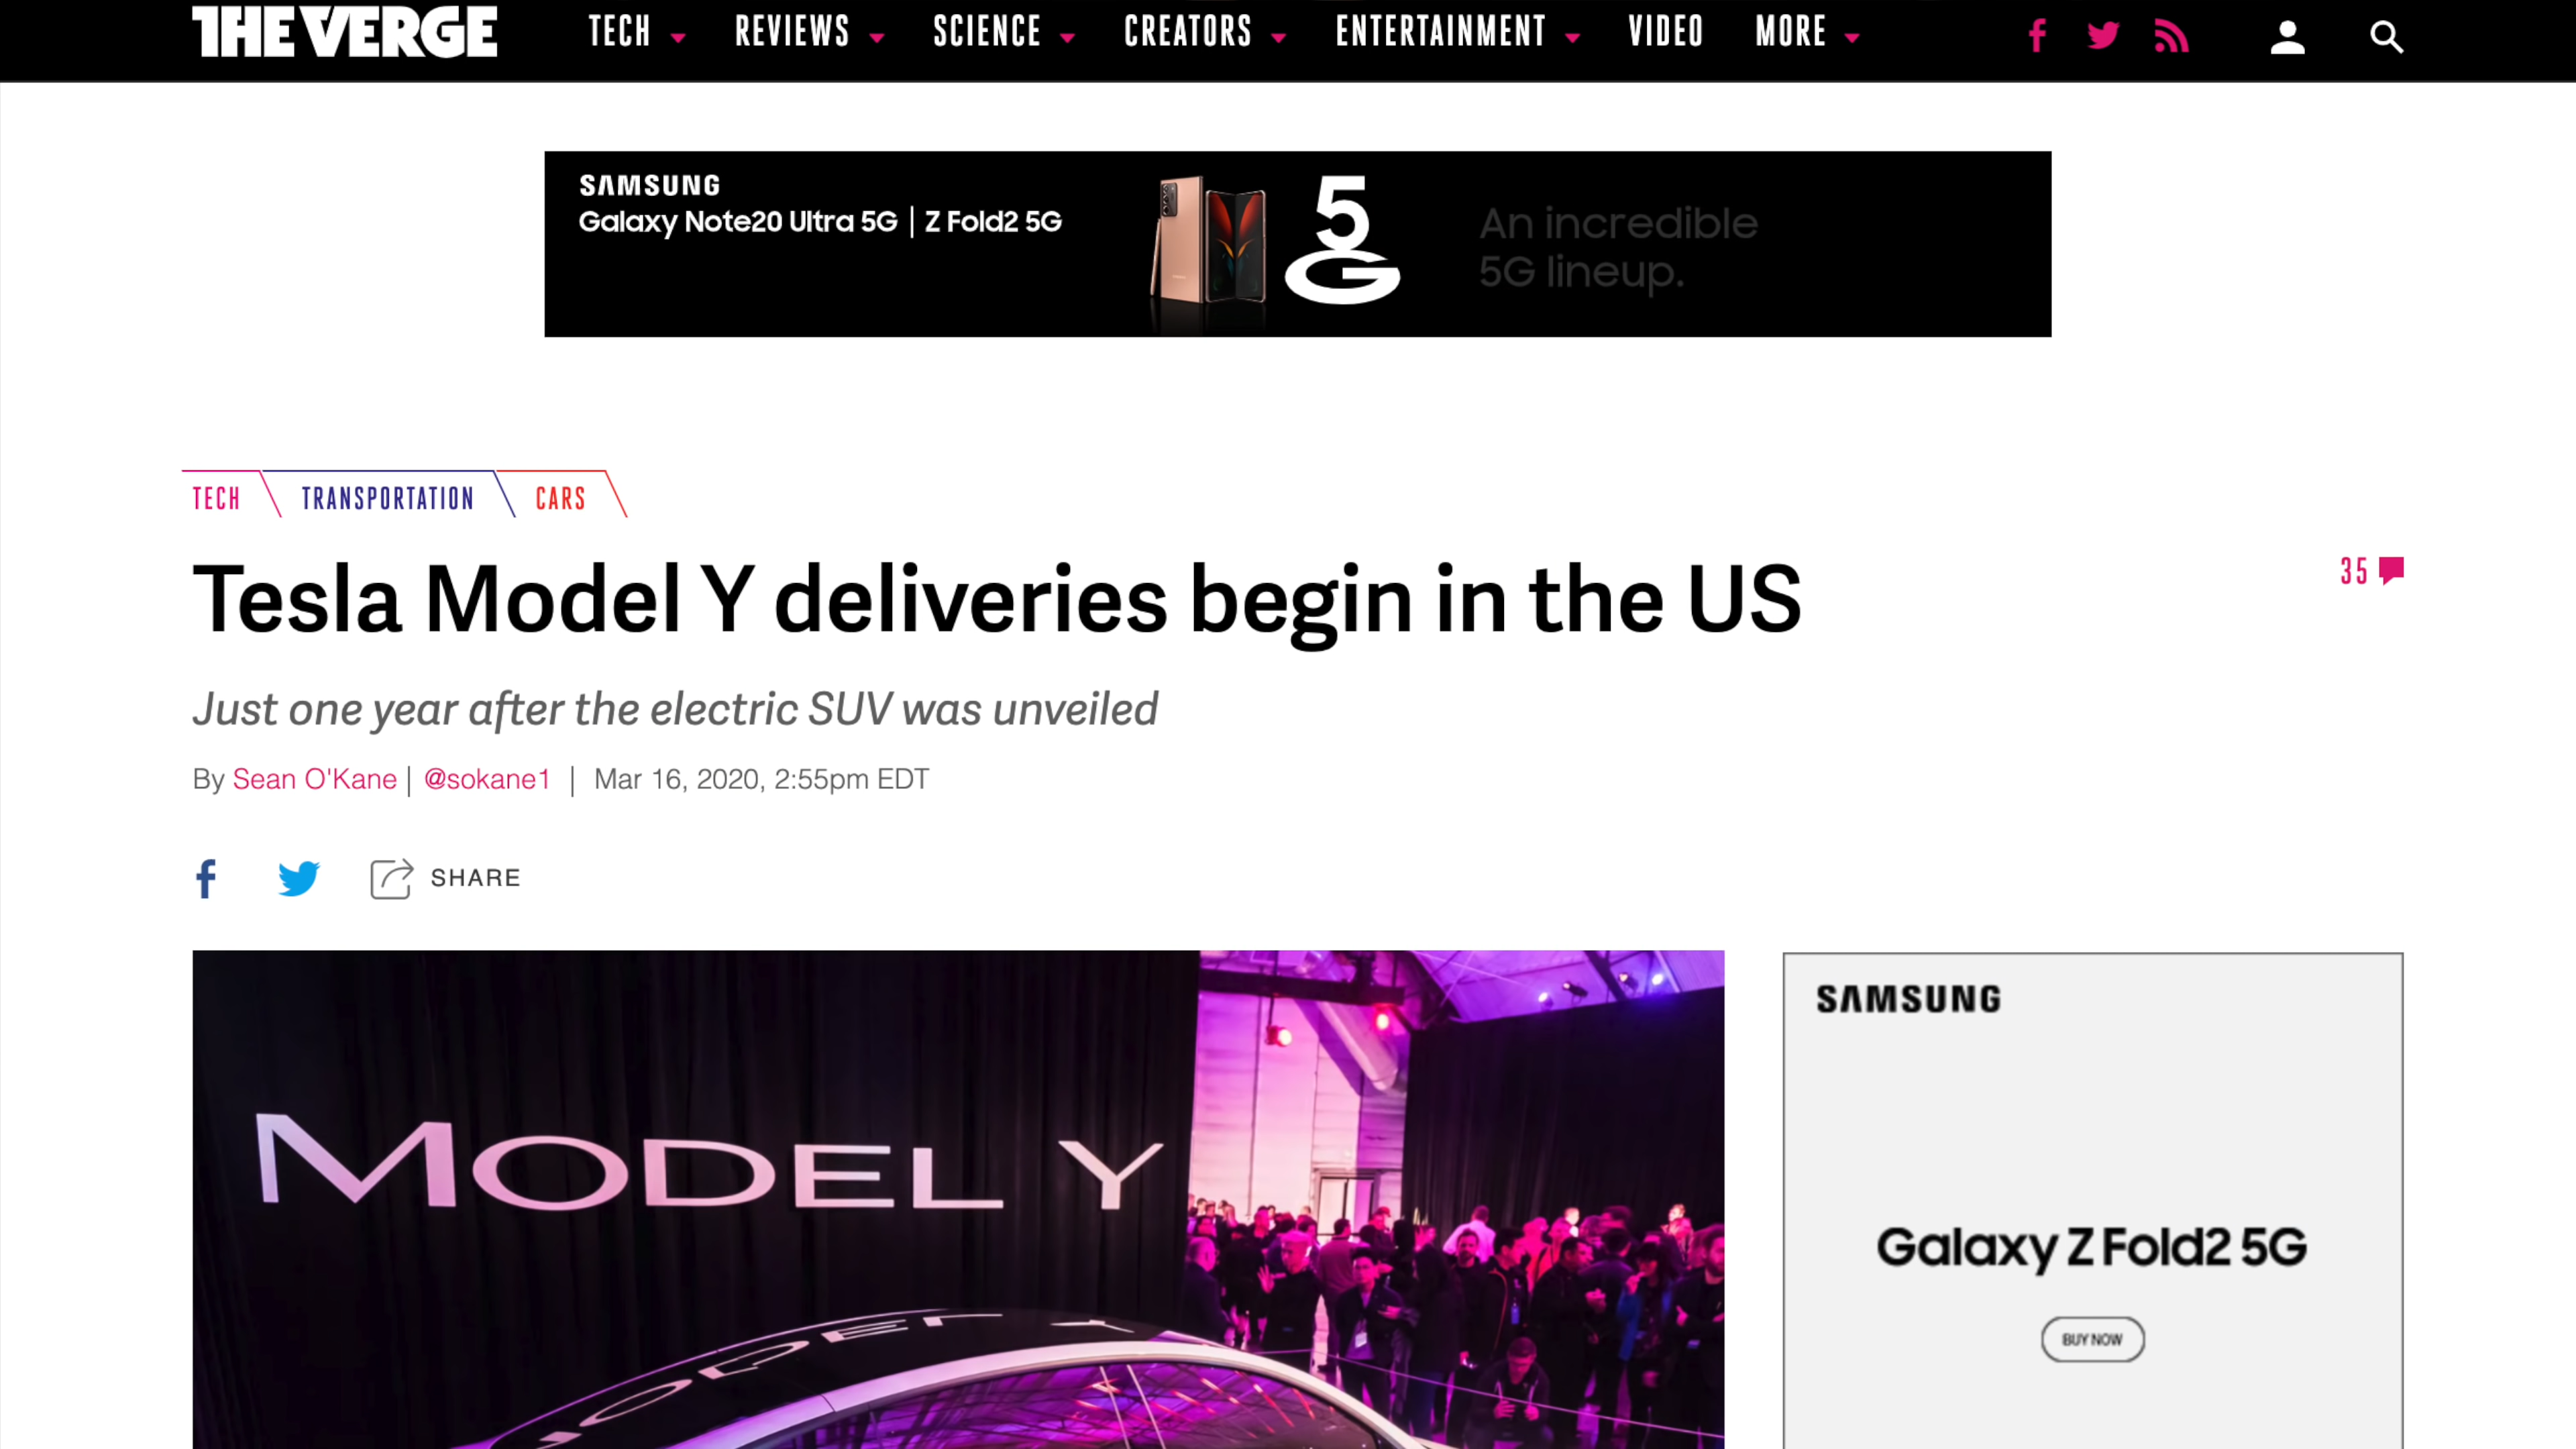 THE VERGE
TECH REVIEWS SCIENCE CREATORS ENTERTAINMENT VIDEO MORE
SAMSUNG
Galaxy Note20 Ultra 5G | Z Fold2 5G
5G
An incredible
5G lineup.
TECH TRANSPORTATION CARS
Tesla Model Y deliveries begin in the US
35
Just one year after the electric SUV was unveiled
By Sean O'Kane | @sokane1 | Mar 16, 2020, 2:55pm EDT
SHARE
MODEL Y
SAMSUNG
Galaxy Z Fold2 5G
BUY NOW